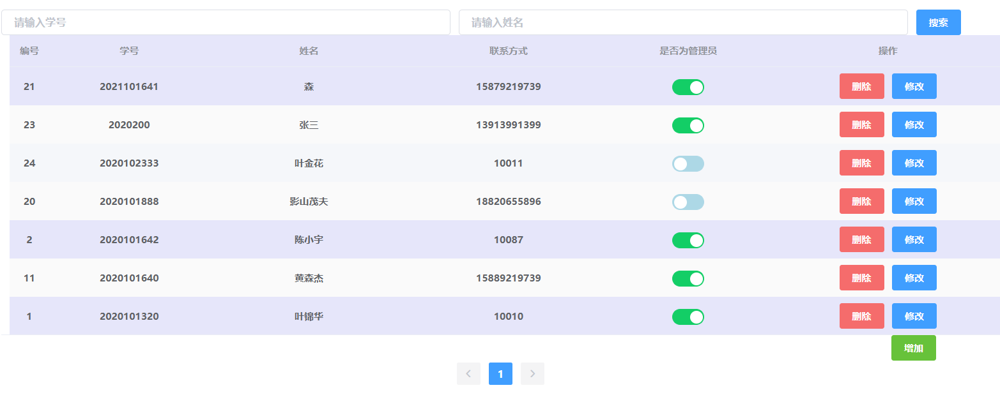 请输入学号 请输入姓名 搜索
编号 学号 姓名 联系方式 是否为管理员 操作
21 2021101641 森 15879219739 删除 修改
23 2020200 张三 13913991399 删除 修改
24 2020102333 叶金花 10011 删除 修改
20 2020101888 影山茂夫 18820655896 删除 修改
2 2020101642 陈小宇 10087 删除 修改
11 2020101640 黄森杰 15889219739 删除 修改
1 2020101320 叶锦华 10010 删除 修改
增加
1